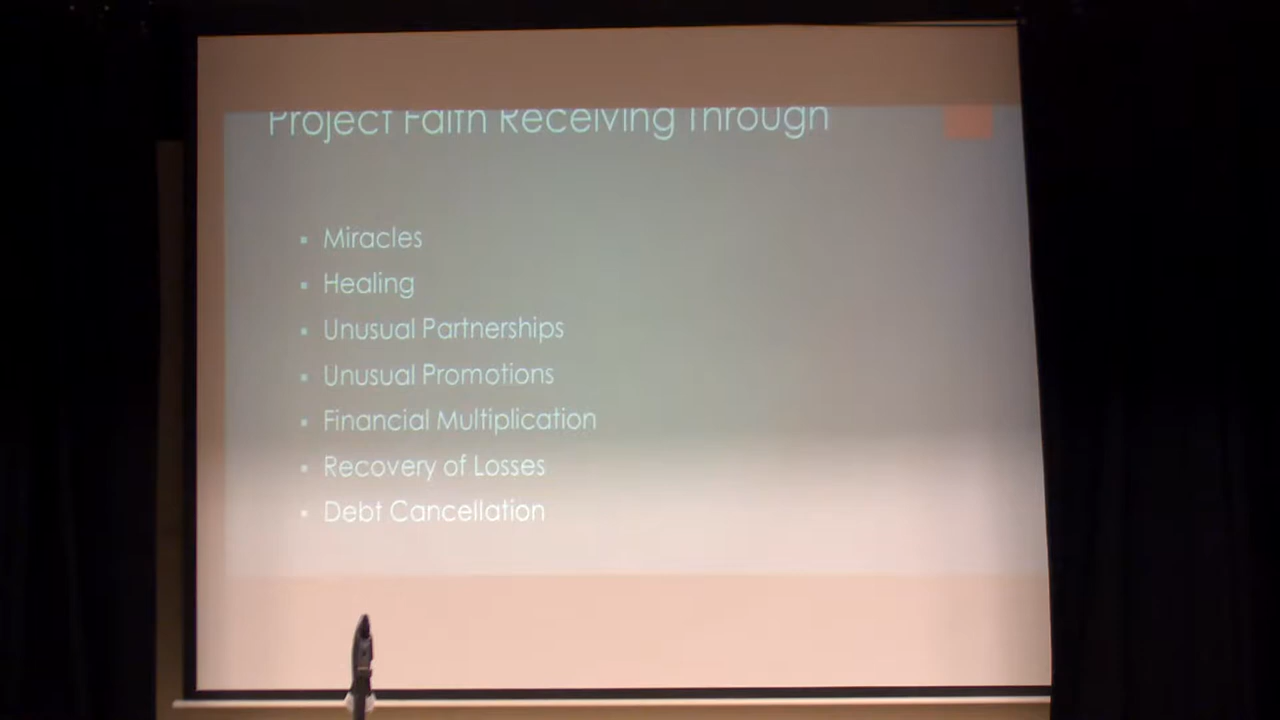 Project Faith Receiving Through
▪ Miracles
▪ Healing
▪ Unusual Partnerships
▪ Unusual Promotions
▪ Financial Multiplication
▪ Recovery of Losses
▪ Debt Cancellation